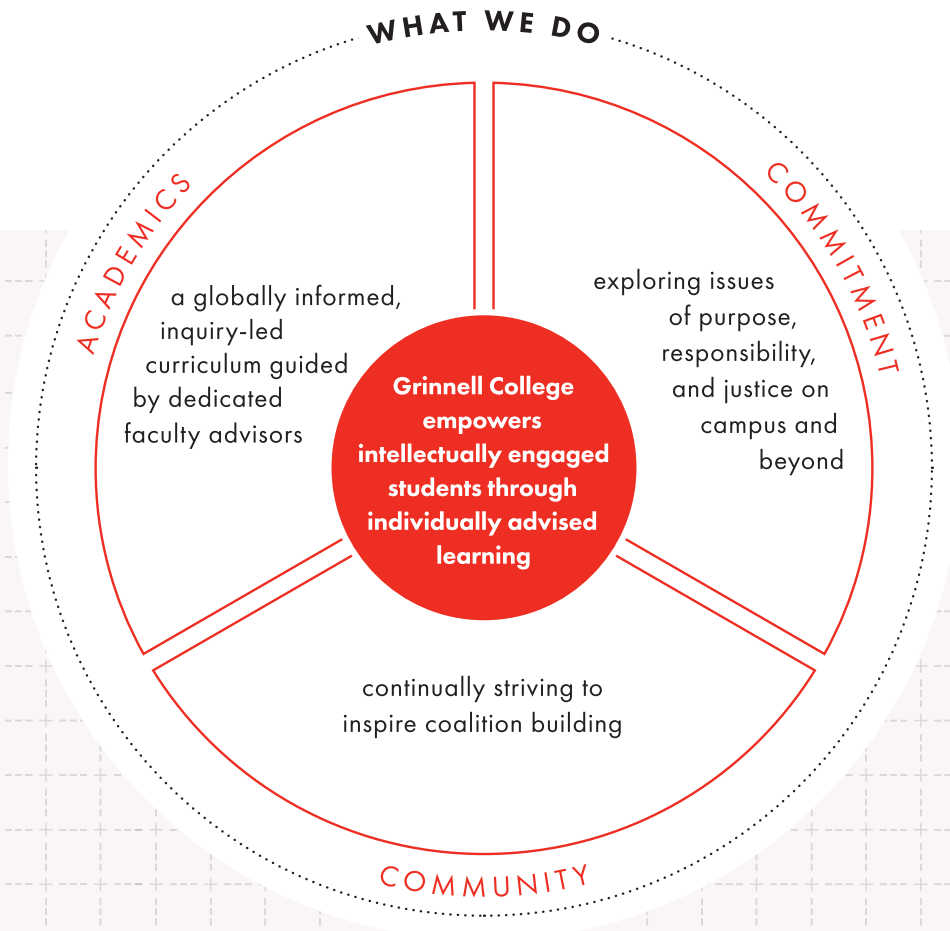 WHAT WE DO
ACADEMICS
a globally informed,
inquiry-led
curriculum guided
by dedicated
faculty advisors
COMMITMENT
exploring issues
of purpose,
responsibility,
and justice on
campus and
beyond
Grinnell College
empowers
intellectually engaged
students through
individually advised
learning
continually striving to
inspire coalition building
COMMUNITY